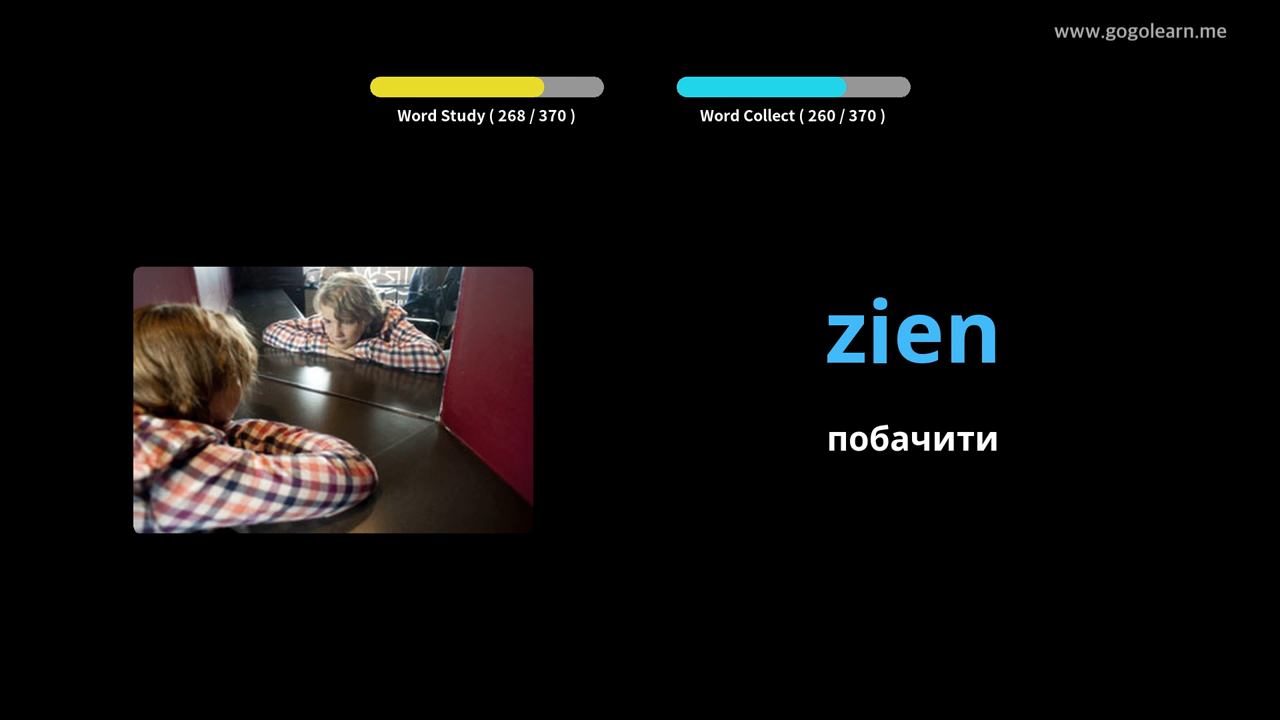 www.gogolearn.me
Word Study ( 268 / 370 )
Word Collect ( 260 / 370 )
zien
побачити